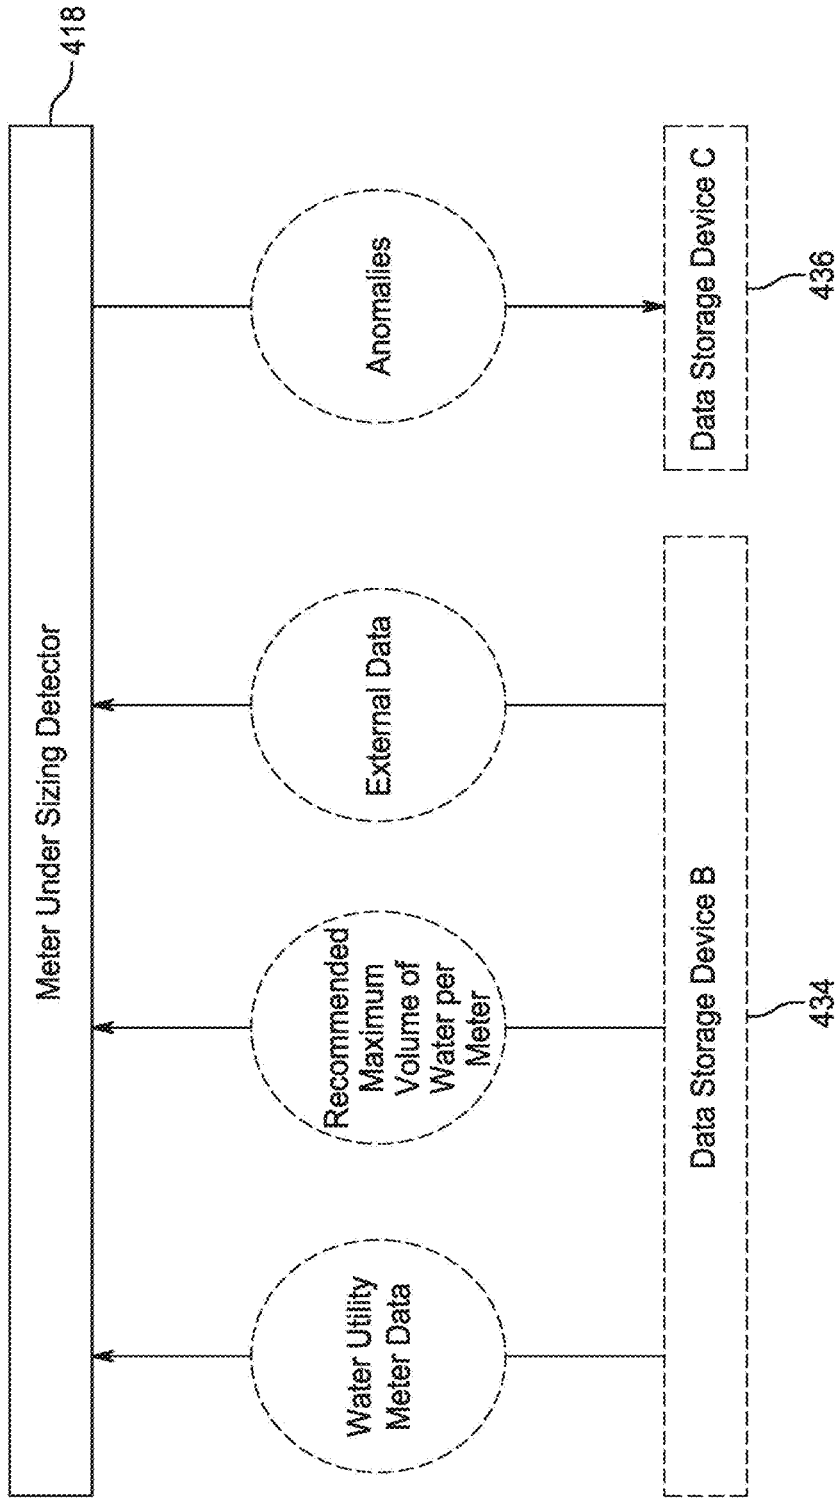 Meter Under Sizing Detector
418
Water Utility
Meter Data
Recommended
Maximum
Volume of
Water per
Meter
External Data
Anomalies
Data Storage Device B
434
Data Storage Device C
436